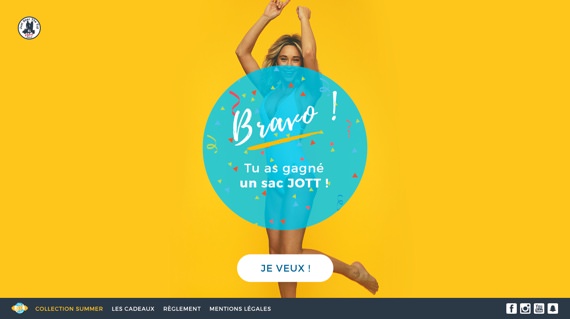 Bravo !
Tu as gagné
un sac JOTT !
JE VEUX !
COLLECTION SUMMER LES CADEAUX RÈGLEMENT MENTIONS LÉGALES